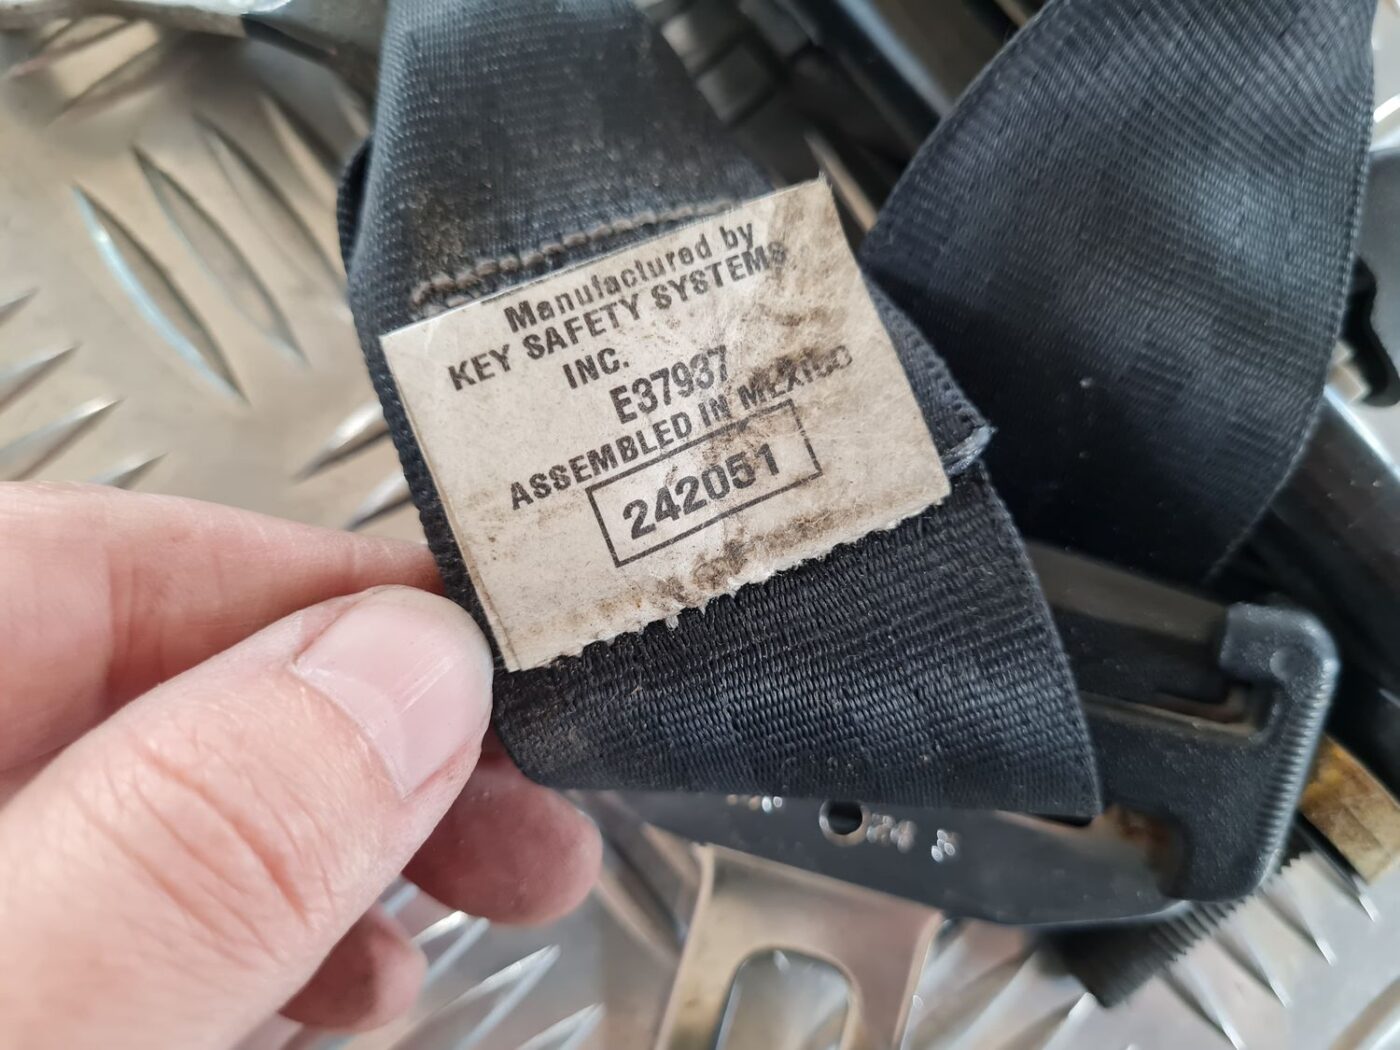 Manufactured by
KEY SAFETY SYSTEMS
INC.
E37937
ASSEMBLED IN MEXICO
242051